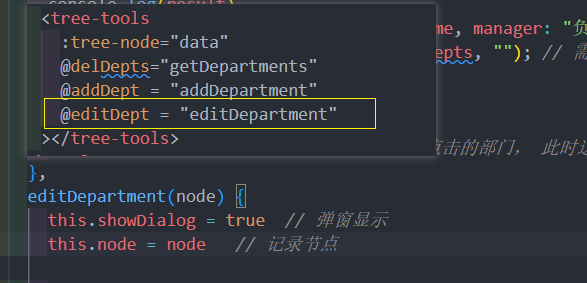 console.log(result)
<tree-tools
:tree-node="data"
@delDepts="getDepartments"
@addDept = "addDepartment"
@editDept = "editDepartment"
></tree-tools>
me, manager: "负
epts, ""); // 需
点击的部门， 此时
},
editDepartment(node) {
this.showDialog = true // 弹窗显示
this.node = node // 记录节点